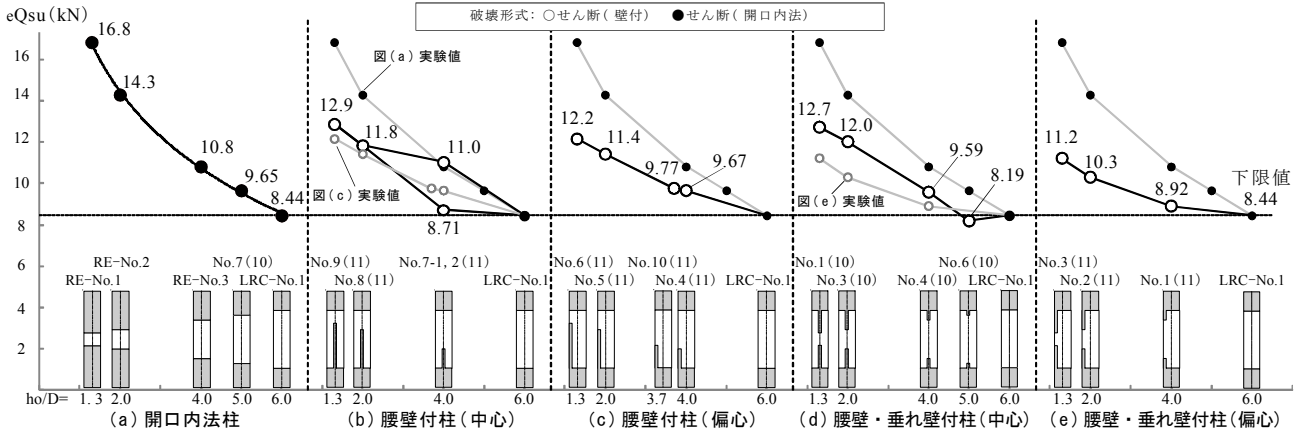 eQsu(kN)
破壊形式: ○せん断(壁付) ●せん断(開口内法)
16
14
12
10
8
6
4
2
16.8
14.3
10.8
9.65
8.44
RE-No.2
RE-No.1
RE-No.3
No.7(10)
LRC-No.1
ho/D= 1.3 2.0 4.0 5.0 6.0
(a) 開口内法柱
図(a)実験値
12.9
11.8
11.0
図(c)実験値
8.71
No.9(11)
No.8(11)
No.7-1, 2(11)
LRC-No.1
1.3 2.0 4.0 6.0
(b) 腰壁付柱(中心)
12.2
11.4
9.77
9.67
No.6(11)
No.5(11)
No.10(11)
No.4(11)
LRC-No.1
1.3 2.0 3.7 4.0 6.0
(c) 腰壁付柱(偏心)
12.7
12.0
9.59
8.19
図(e)実験値
No.1(10)
No.3(10)
No.4(10)
No.6(10)
LRC-No.1
1.3 2.0 4.0 5.0 6.0
(d) 腰壁・垂れ壁付柱(中心)
11.2
10.3
8.92
下限値
8.44
No.3(11)
No.2(11)
No.1(11)
LRC-No.1
1.3 2.0 4.0 6.0
(e) 腰壁・垂れ壁付柱(偏心)